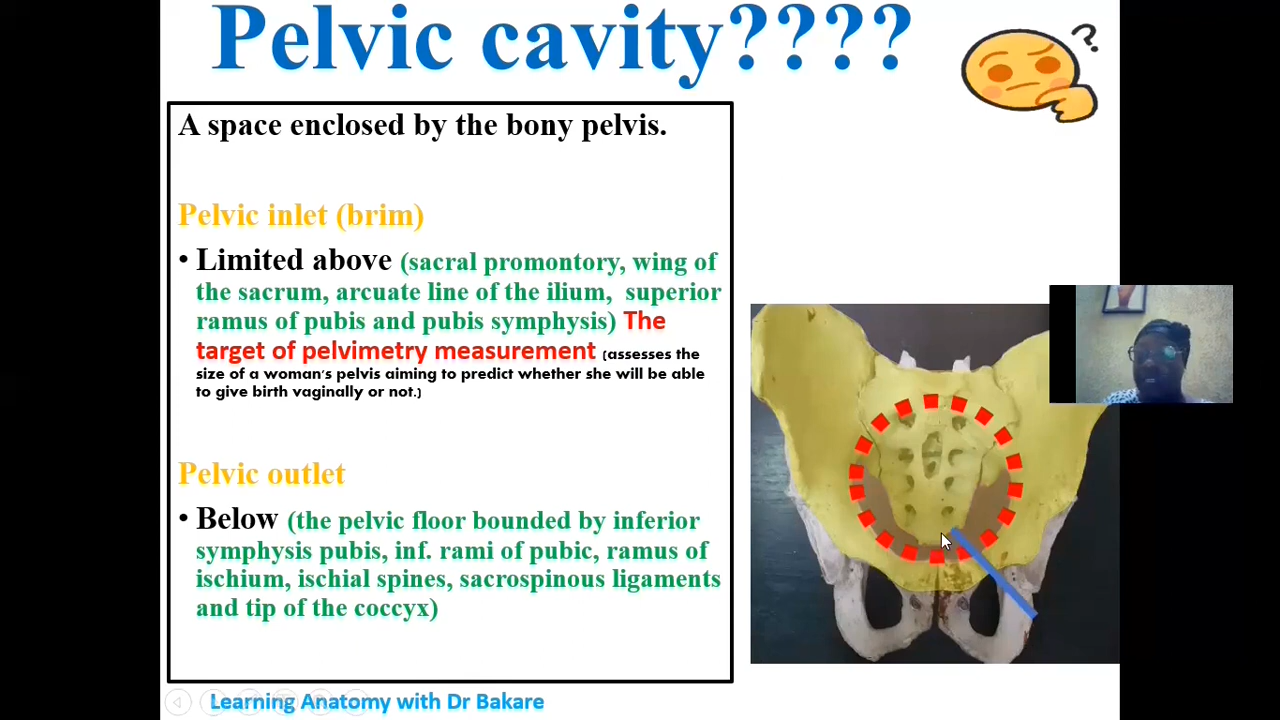 Pelvic cavity????
A space enclosed by the bony pelvis.
Pelvic inlet (brim)
• Limited above (sacral promontory, wing of
the sacrum, arcuate line of the ilium, superior
ramus of pubis and pubis symphysis) The
target of pelvimetry measurement (assesses the
size of a woman's pelvis aiming to predict whether she will be able
to give birth vaginally or not.)
Pelvic outlet
• Below (the pelvic floor bounded by inferior
symphysis pubis, inf. rami of pubic, ramus of
ischium, ischial spines, sacrospinous ligaments
and tip of the coccyx)
Learning Anatomy with Dr Bakare